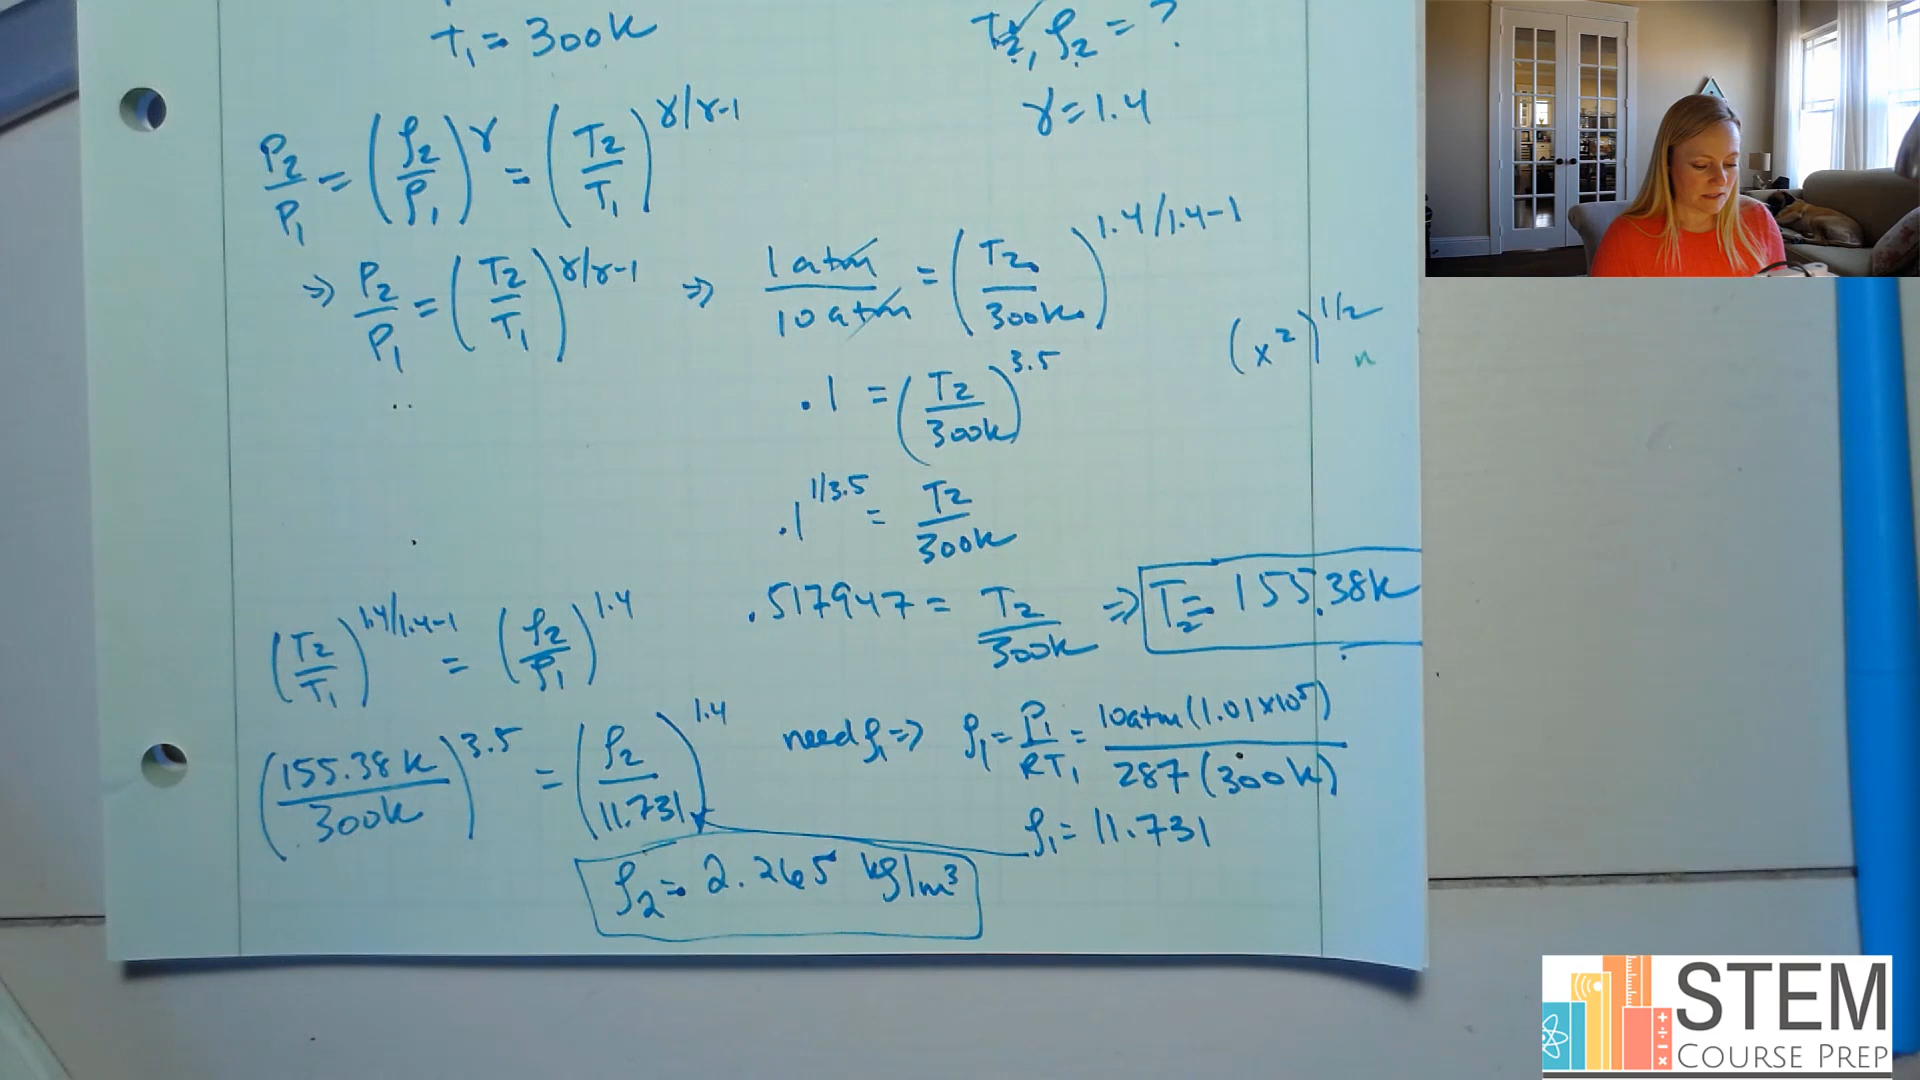 T₁ = 300K
T₂, ρ₂ = ?
γ = 1.4
P₂/P₁ = (ρ₂/ρ₁)^γ = (T₂/T₁)^γ/γ-1
⇒ P₂/P₁ = (T₂/T₁)^γ/γ-1 ⇒ 1 atm/10 atm = (T₂/300K)^1.4/1.4-1
(x²)^1/2
n
.1 = (T₂/300K)^3.5
.1^1/3.5 = T₂/300K
.517947 = T₂/300K ⇒ T₂ = 155.38K
(T₂/T₁)^1.4/1.4-1 = (ρ₂/ρ₁)^1.4
need ρ₁ ⇒ ρ₁ = P₁/RT₁ = 10atm(1.01x10⁵)/287(300K)
(155.38K/300K)^3.5 = (ρ₂/11.731)^1.4
ρ₁ = 11.731
ρ₂ = 2.265 kg/m³
STEM
COURSE PREP